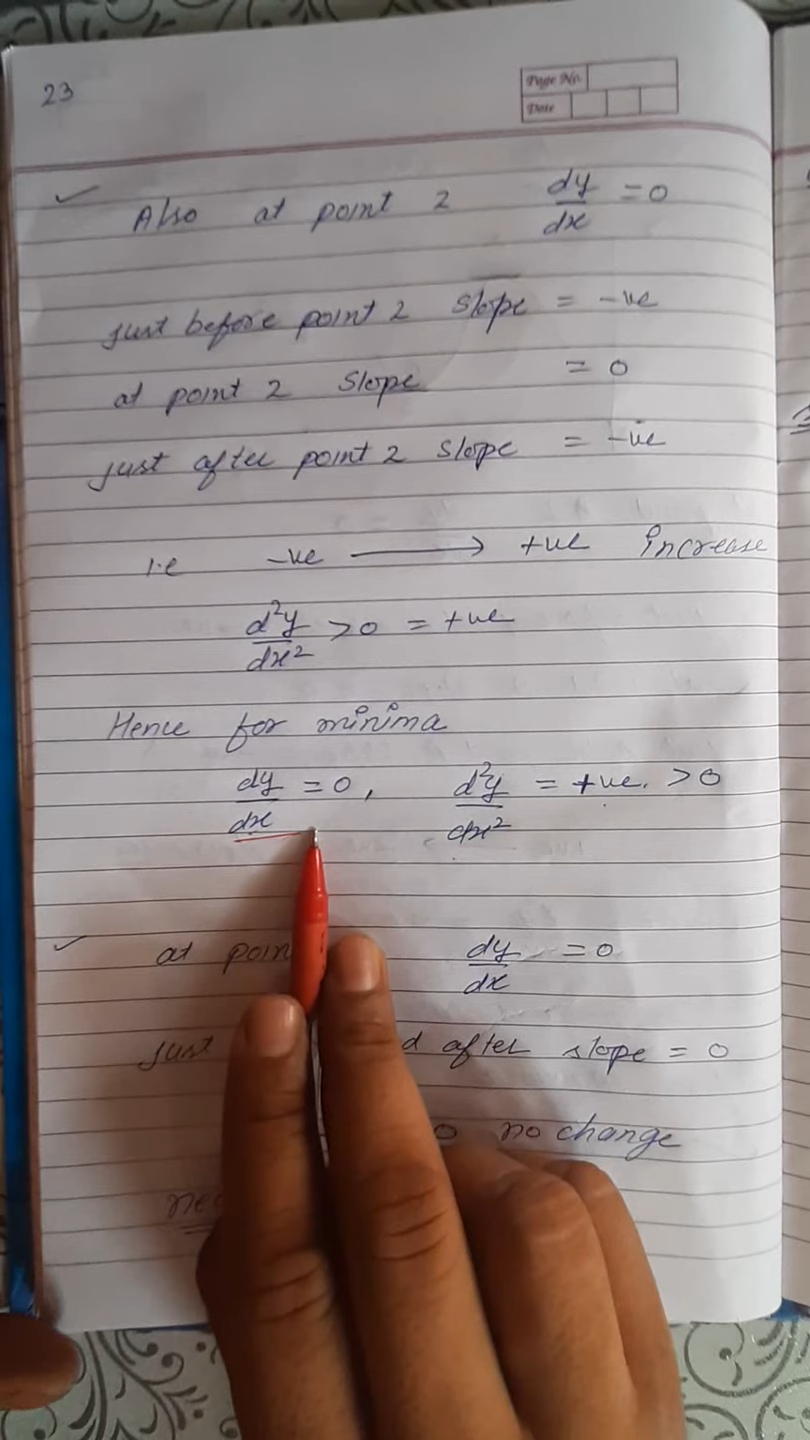 23
Page No.
Date
✓ Also at point 2 dy/dx = 0
just before point 2 slope = -ve
at point 2 slope = 0
just after point 2 slope = -ve
i.e -ve → +ve increase
d²y/dx² > 0 = +ve
Hence for minima
dy/dx = 0, d²y/dx² = +ve. > 0
✓ at poin dy/dx = 0
just d after slope = 0
0 no change